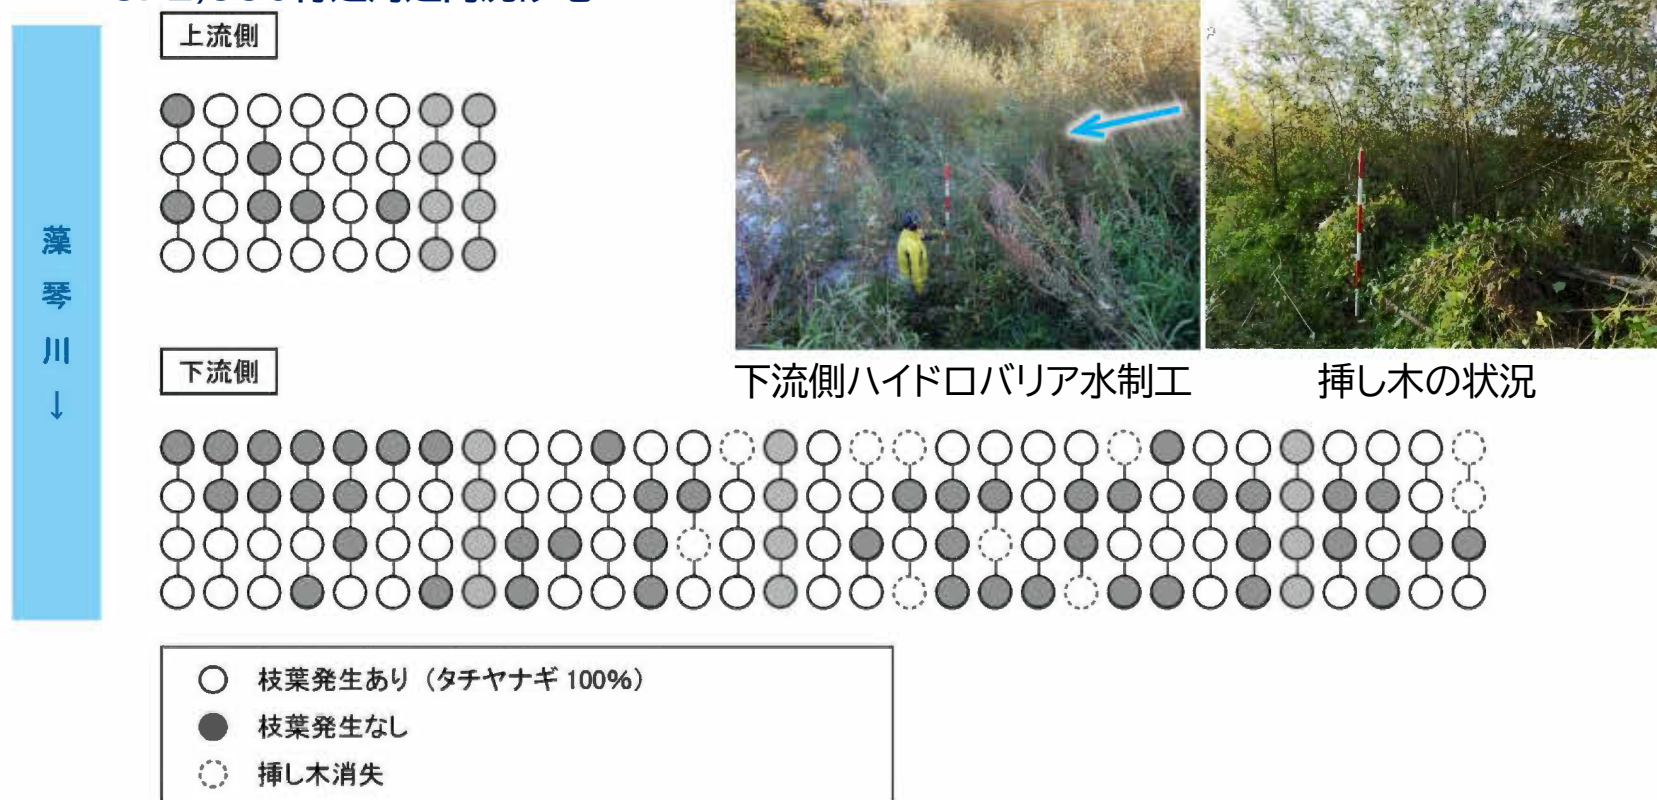 上流側
藻琴川↓
下流側
下流側ハイドロバリア水制工
挿し木の状況
枝葉発生あり（タチヤナギ 100%）
枝葉発生なし
挿し木消失